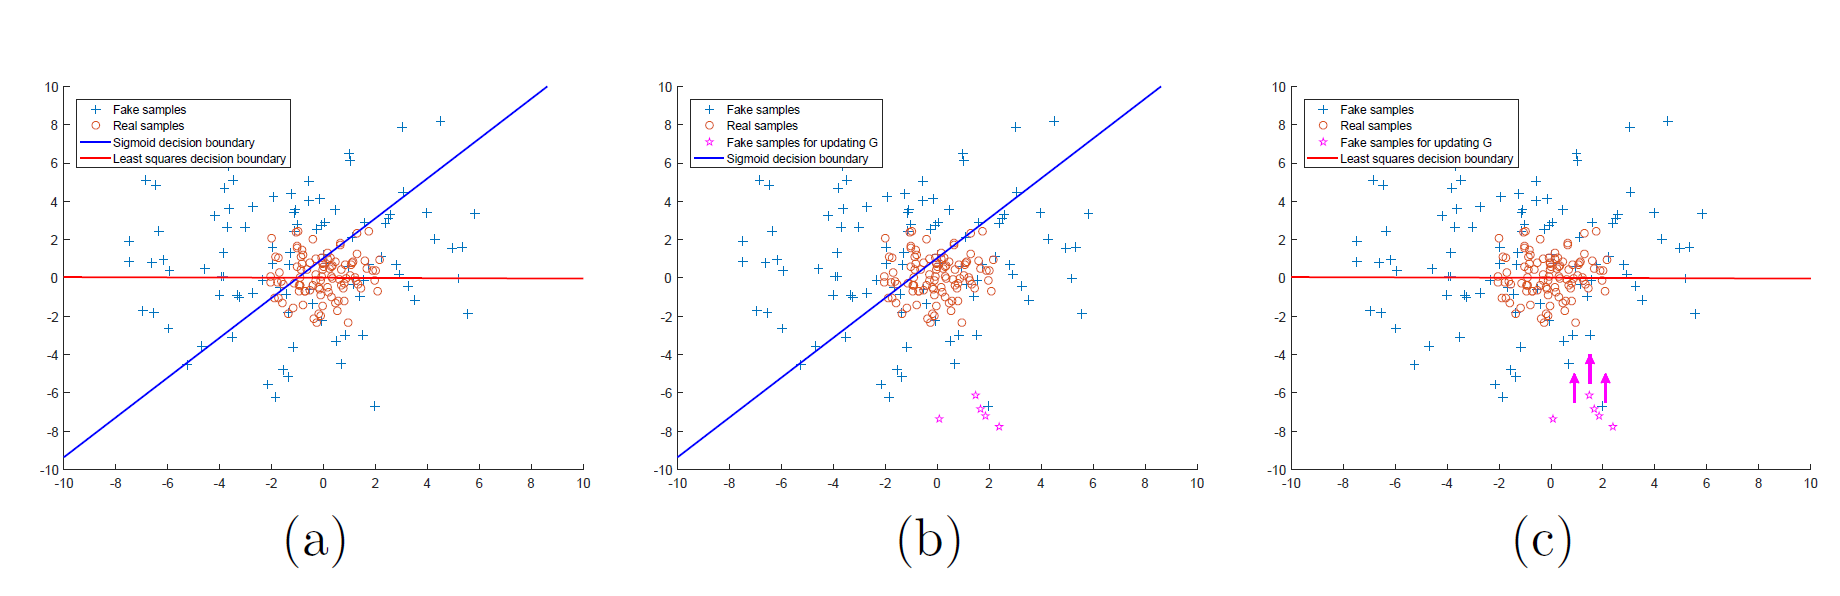 10
8
6
4
2
0
-2
-4
-6
-8
-10
-10 -8 -6 -4 -2 0 2 4 6 8 10
Fake samples
Real samples
Sigmoid decision boundary
Least squares decision boundary
(a)
10
8
6
4
2
0
-2
-4
-6
-8
-10
-10 -8 -6 -4 -2 0 2 4 6 8 10
Fake samples
Real samples
Fake samples for updating G
Sigmoid decision boundary
(b)
10
8
6
4
2
0
-2
-4
-6
-8
-10
-10 -8 -6 -4 -2 0 2 4 6 8 10
Fake samples
Real samples
Fake samples for updating G
Least squares decision boundary
(c)